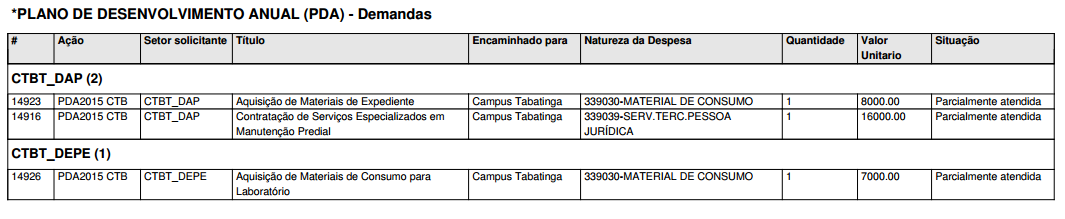 *PLANO DE DESENVOLVIMENTO ANUAL (PDA) - Demandas
# Ação Setor solicitante Título Encaminhado para Natureza da Despesa Quantidade Valor Unitario Situação
CTBT_DAP (2)
14923 PDA2015 CTB CTBT_DAP Aquisição de Materiais de Expediente Campus Tabatinga 339030-MATERIAL DE CONSUMO 1 8000.00 Parcialmente atendida
14916 PDA2015 CTB CTBT_DAP Contratação de Serviços Especializados em Manutenção Predial Campus Tabatinga 339039-SERV.TERC.PESSOA JURÍDICA 1 16000.00 Parcialmente atendida
CTBT_DEPE (1)
14926 PDA2015 CTB CTBT_DEPE Aquisição de Materiais de Consumo para Laboratório Campus Tabatinga 339030-MATERIAL DE CONSUMO 1 7000.00 Parcialmente atendida